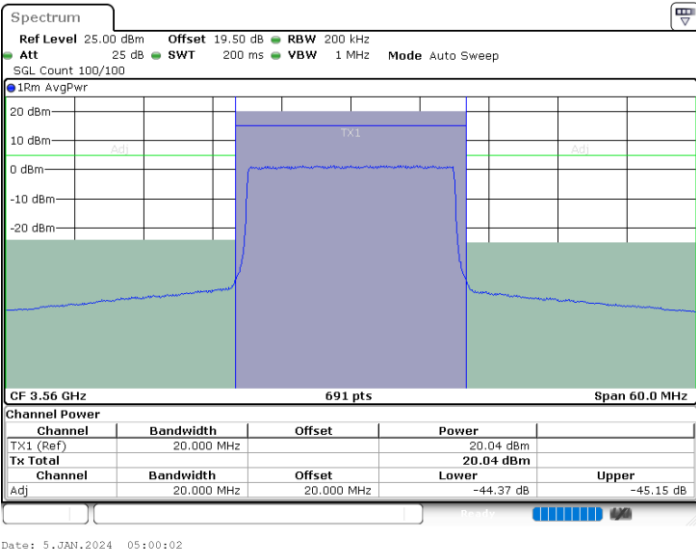 Spectrum
Ref Level 25.00 dBm Offset 19.50 dB RBW 200 kHz
Att 25 dB SWT 200 ms VBW 1 MHz Mode Auto Sweep
SGL Count 100/100
1Rm AvgPwr
20 dBm
TX1
10 dBm
Adj Adj
0 dBm
-10 dBm
-20 dBm
CF 3.56 GHz 691 pts Span 60.0 MHz
Channel Power
Channel Bandwidth Offset Power
TX1 (Ref) 20.000 MHz 20.04 dBm
Tx Total 20.04 dBm
Channel Bandwidth Offset Lower Upper
Adj 20.000 MHz 20.000 MHz -44.37 dB -45.15 dB
Ready
Date: 5.JAN.2024 05:00:02